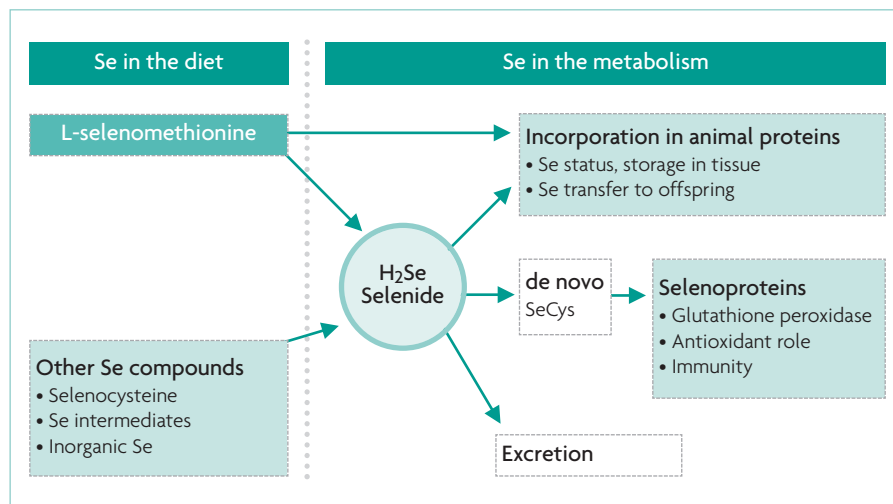 Se in the diet
Se in the metabolism
L-selenomethionine
Incorporation in animal proteins
• Se status, storage in tissue
• Se transfer to offspring
H₂Se
Selenide
de novo
SeCys
Selenoproteins
• Glutathione peroxidase
• Antioxidant role
• Immunity
Other Se compounds
• Selenocysteine
• Se intermediates
• Inorganic Se
Excretion